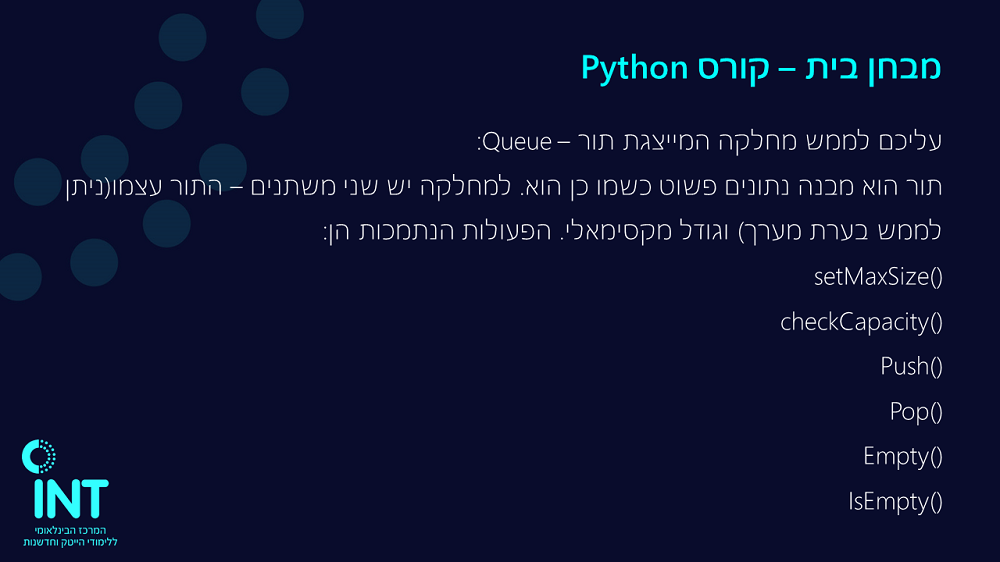 מבחן בית – קורס Python
עליכם לממש מחלקה המייצגת תור – Queue:
תור הוא מבנה נתונים פשוט כשמו כן הוא. למחלקה יש שני משתנים – התור עצמו(ניתן
לממש בערת מערך) וגודל מקסימאלי. הפעולות הנתמכות הן:
setMaxSize()
checkCapacity()
Push()
Pop()
Empty()
IsEmpty()
INT
המרכז הבינלאומי
ללימודי הייטק וחדשנות